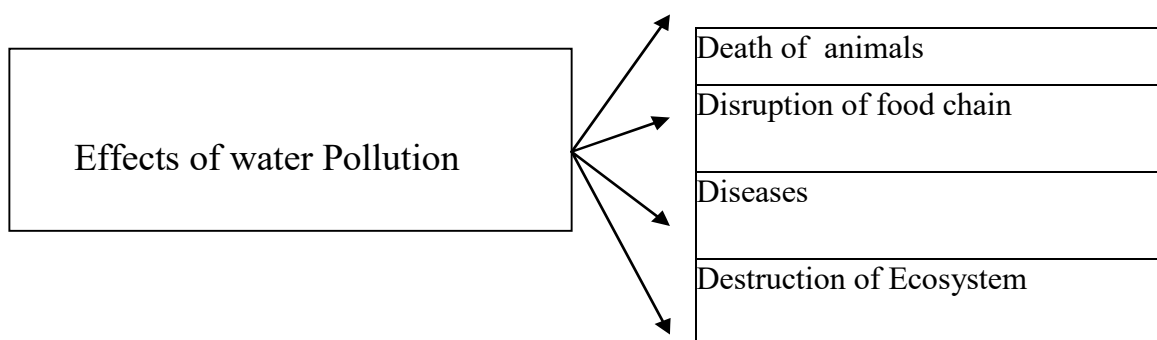 Effects of water Pollution
Death of  animals
Disruption of food chain
Diseases
Destruction of Ecosystem